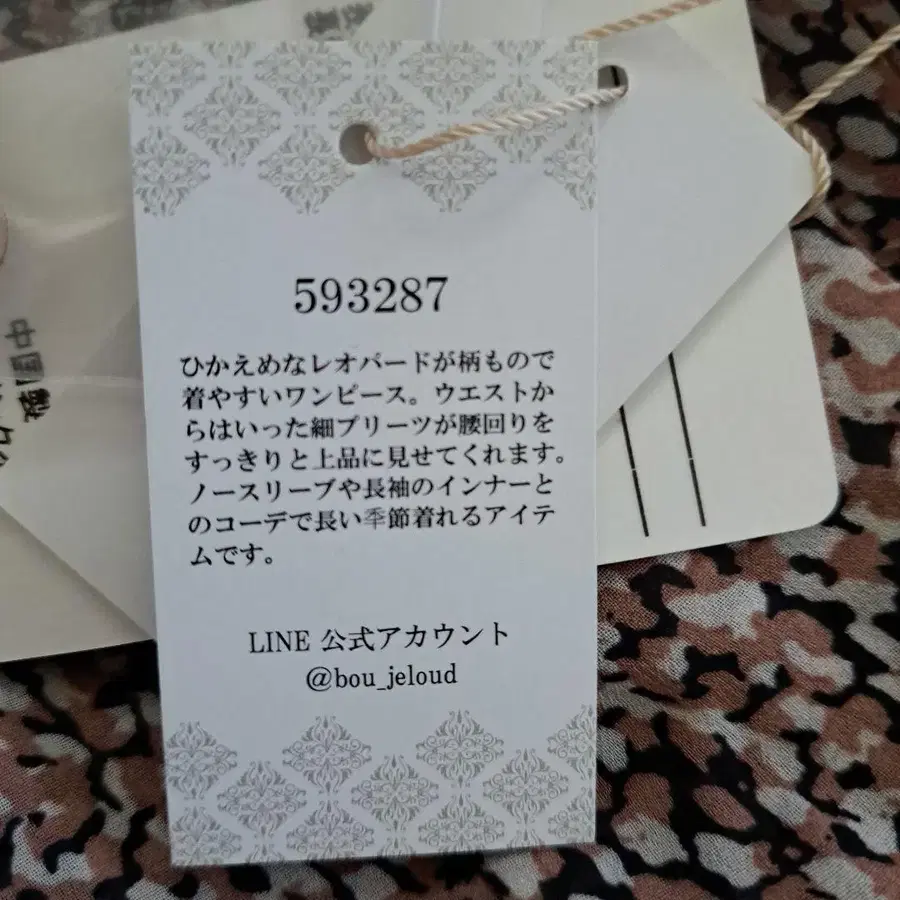 593287
ひかえめなレオパードが柄もので
着やすいワンピース。ウエストか
らはいった細プリーツが腰回りを
すっきりと上品に見せてくれます。
ノースリーブや長袖のインナーと
のコーデで長い季節着れるアイテ
ムです。
LINE 公式アカウント
@bou_jeloud
中国製